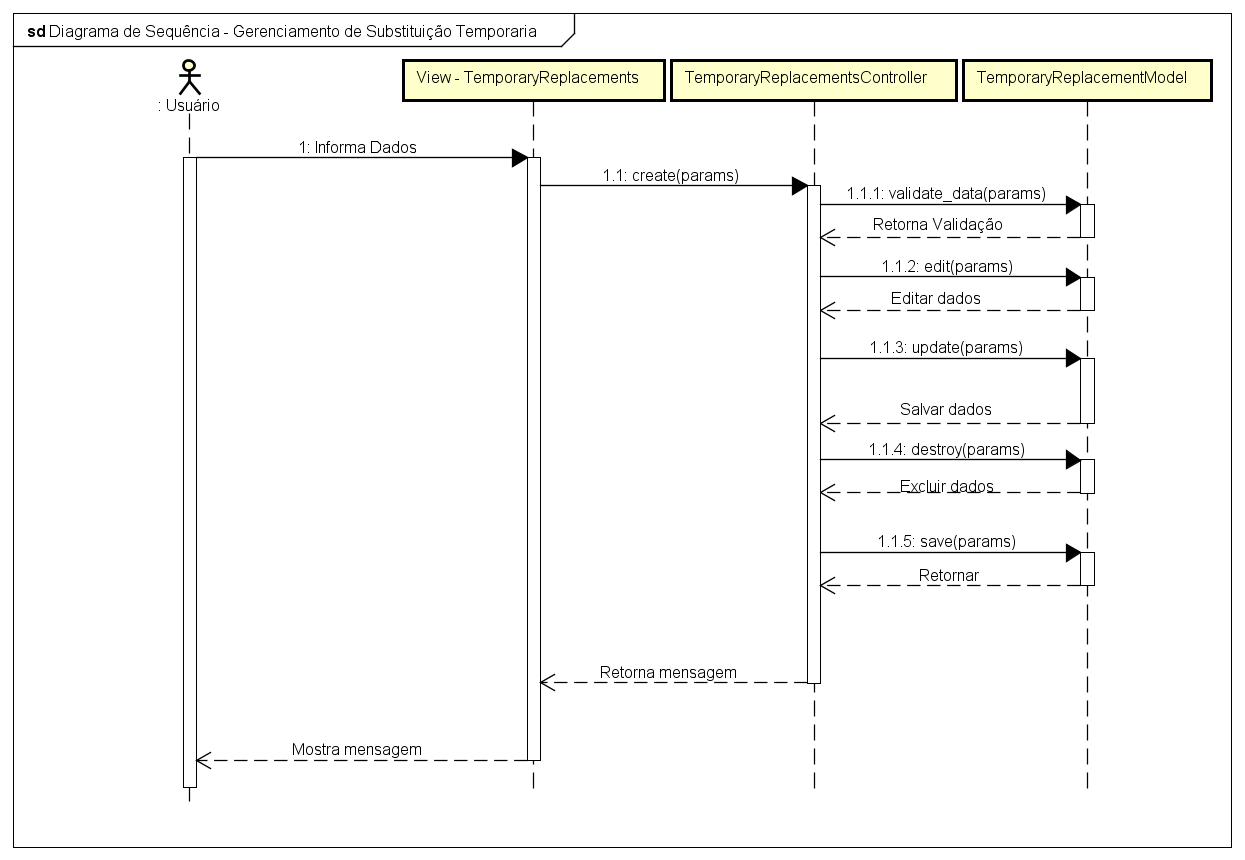 sd Diagrama de Sequência - Gerenciamento de Substituição Temporaria
: Usuário
View - TemporaryReplacements
TemporaryReplacementsController
TemporaryReplacementModel
1: Informa Dados
1.1: create(params)
1.1.1: validate_data(params)
Retorna Validação
1.1.2: edit(params)
Editar dados
1.1.3: update(params)
Salvar dados
1.1.4: destroy(params)
Excluir dados
1.1.5: save(params)
Retornar
Retorna mensagem
Mostra mensagem